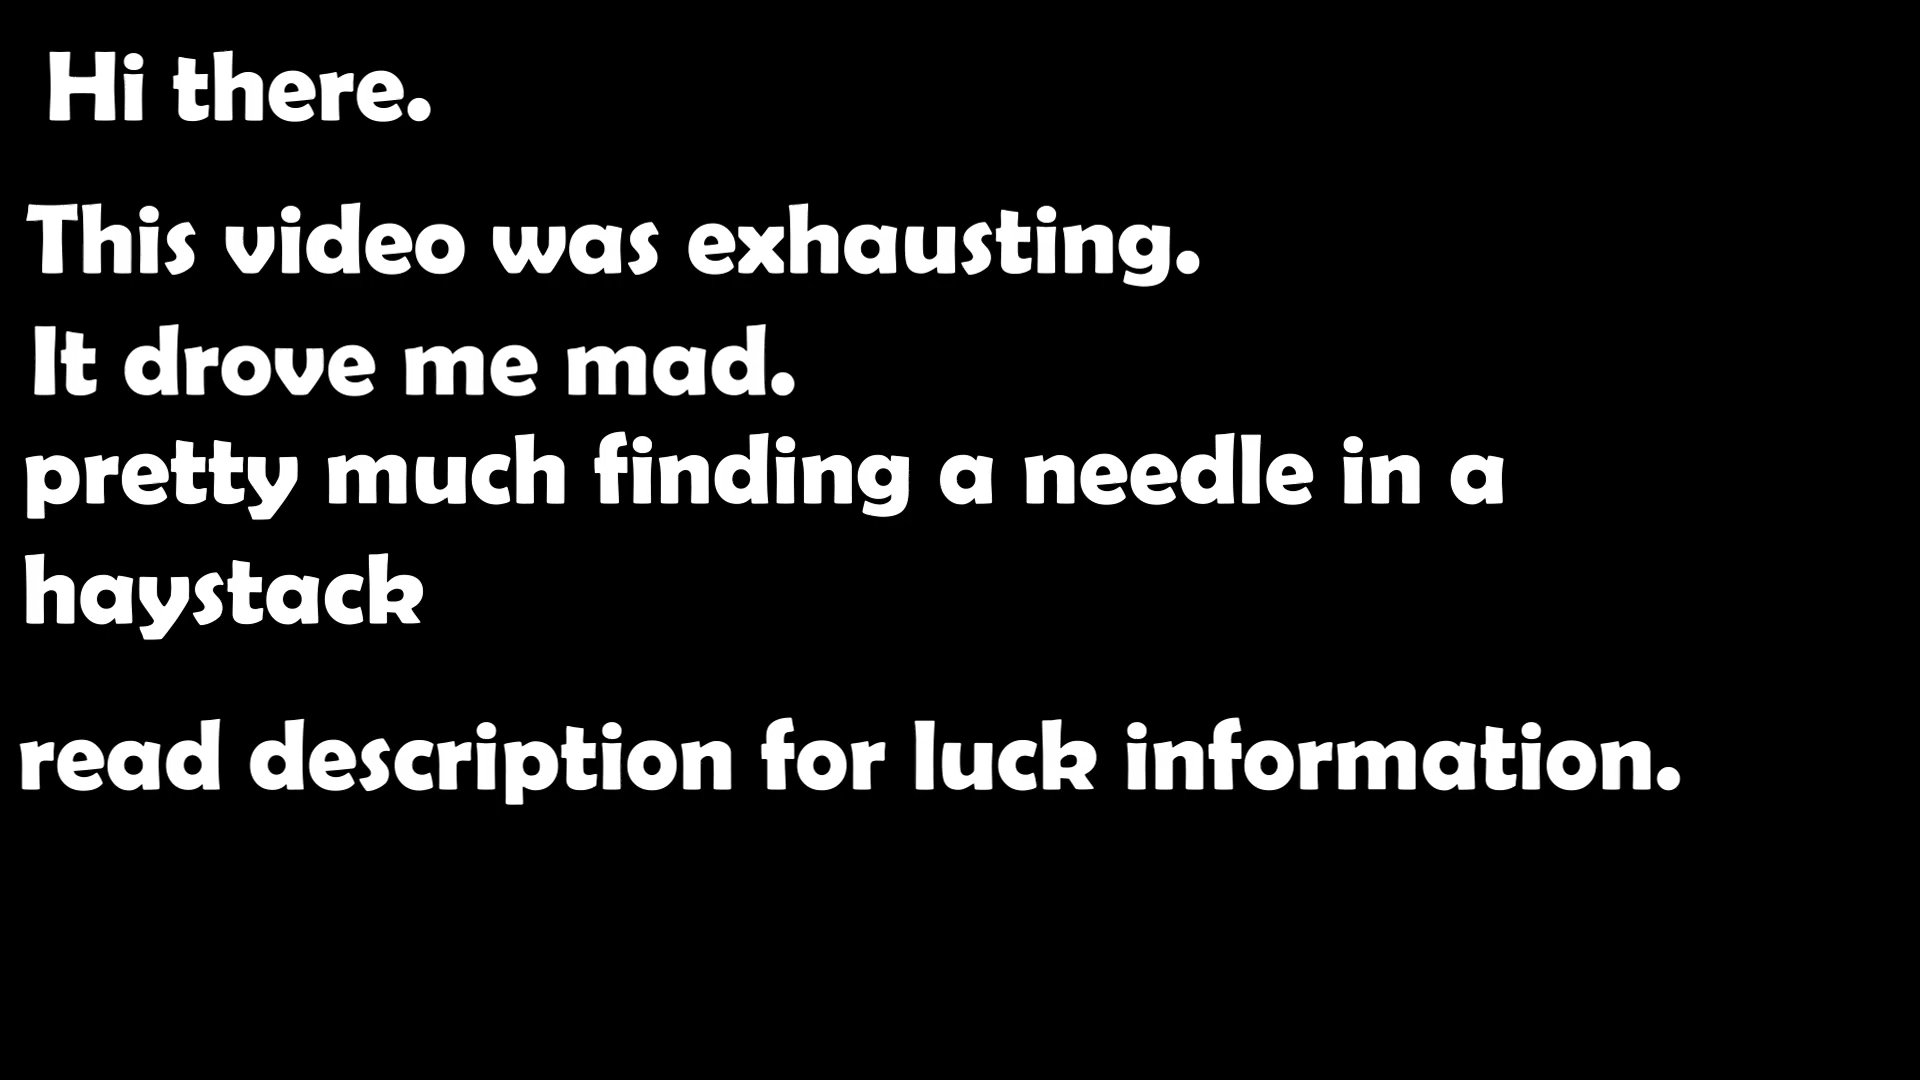 Hi there.
This video was exhausting.
It drove me mad.
pretty much finding a needle in a
haystack
read description for luck information.